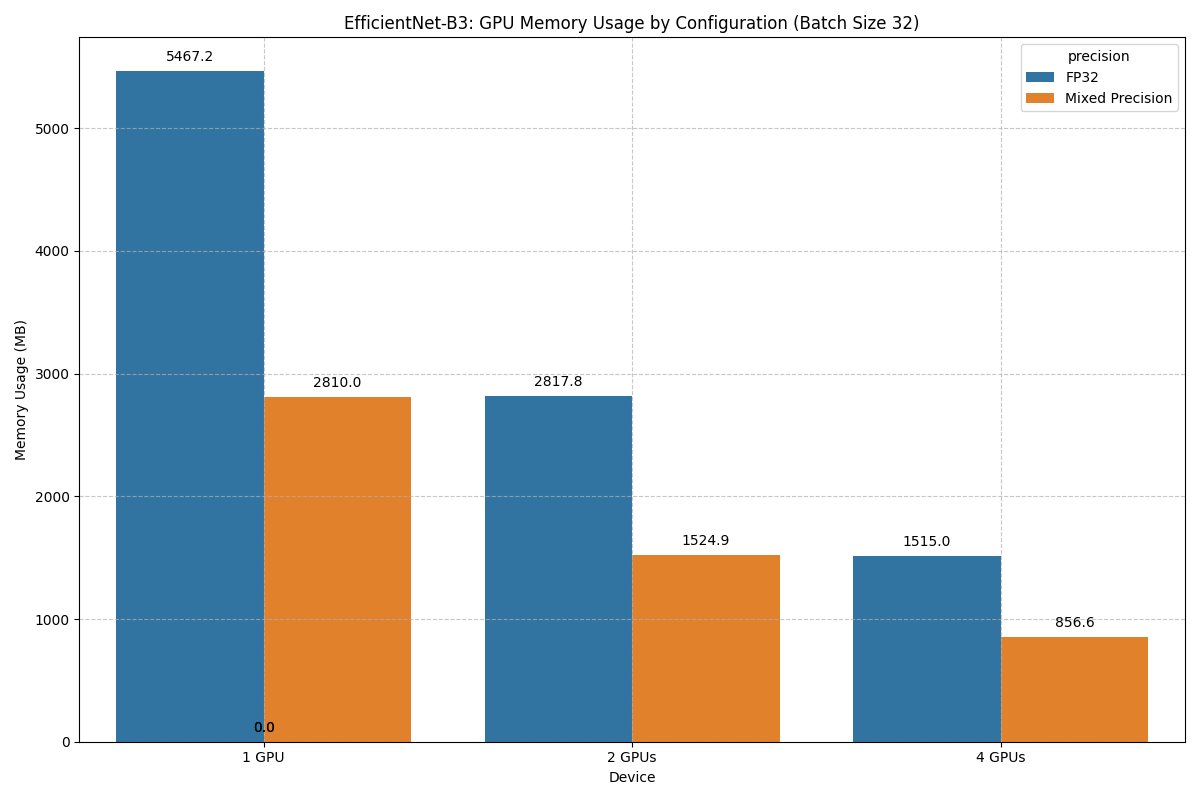 EfficientNet-B3: GPU Memory Usage by Configuration (Batch Size 32)
precision
FP32
Mixed Precision
Memory Usage (MB)
5000
4000
3000
2000
1000
0
5467.2
2810.0
2817.8
1524.9
1515.0
856.6
0.0
1 GPU
2 GPUs
4 GPUs
Device